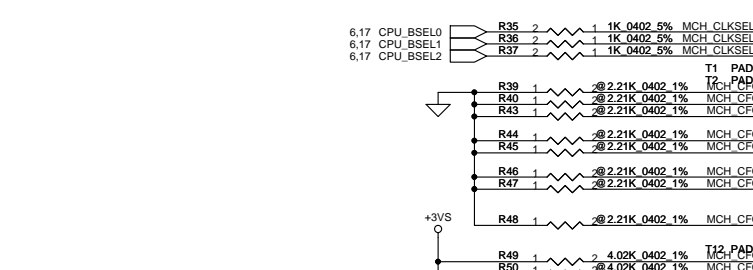 6,17 CPU_BSEL0 R35 2 1 1K_0402_5% MCH_CLKSEL
6,17 CPU_BSEL1 R36 2 1 1K_0402_5% MCH_CLKSEL
6,17 CPU_BSEL2 R37 2 1 1K_0402_5% MCH_CLKSEL
T1 PAD
T2 PAD
R39 1 2@2.21K_0402_1% MCH_CF
R40 1 2@2.21K_0402_1% MCH_CF
R43 1 2@2.21K_0402_1% MCH_CF
R44 1 2@2.21K_0402_1% MCH_CF
R45 1 2@2.21K_0402_1% MCH_CF
R46 1 2@2.21K_0402_1% MCH_CF
R47 1 2@2.21K_0402_1% MCH_CF
+3VS
R48 1 2@2.21K_0402_1% MCH_CF
T12 PAD
R49 1 2 4.02K_0402_1% MCH_CF
R50 @4.02K_0402_1%